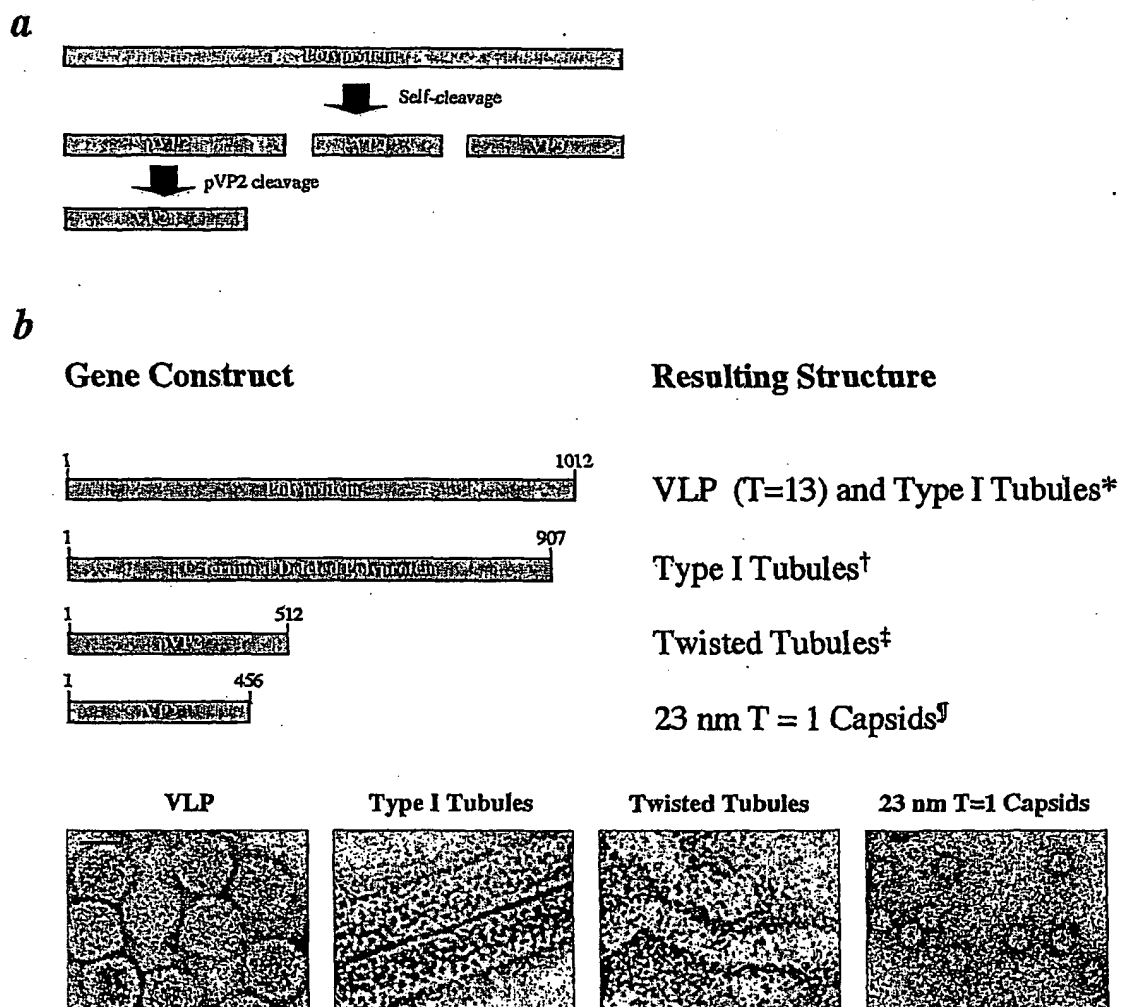 a
Self-cleavage
pVP2 cleavage
b
Gene Construct Resulting Structure
1 1012
VLP (T=13) and Type I Tubules*
1 907
Type I Tubules†
1 512
Twisted Tubules‡
1 456
23 nm T = 1 Capsids¶
VLP Type I Tubules Twisted Tubules 23 nm T=1 Capsids